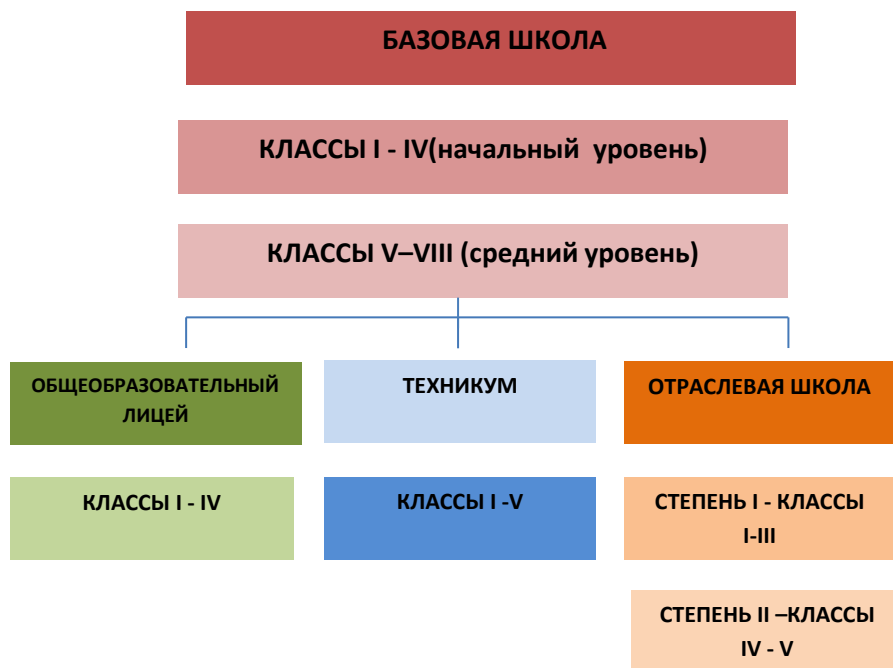 БАЗОВАЯ ШКОЛА
КЛАССЫ I - IV(начальный уровень)
КЛАССЫ V–VIII (средний уровень)
ОБЩЕОБРАЗОВАТЕЛЬНЫЙ
ЛИЦЕЙ
ТЕХНИКУМ
ОТРАСЛЕВАЯ ШКОЛА
КЛАССЫ I - IV
КЛАССЫ I -V
СТЕПЕНЬ I - КЛАССЫ
I-III
СТЕПЕНЬ II –КЛАССЫ
IV - V